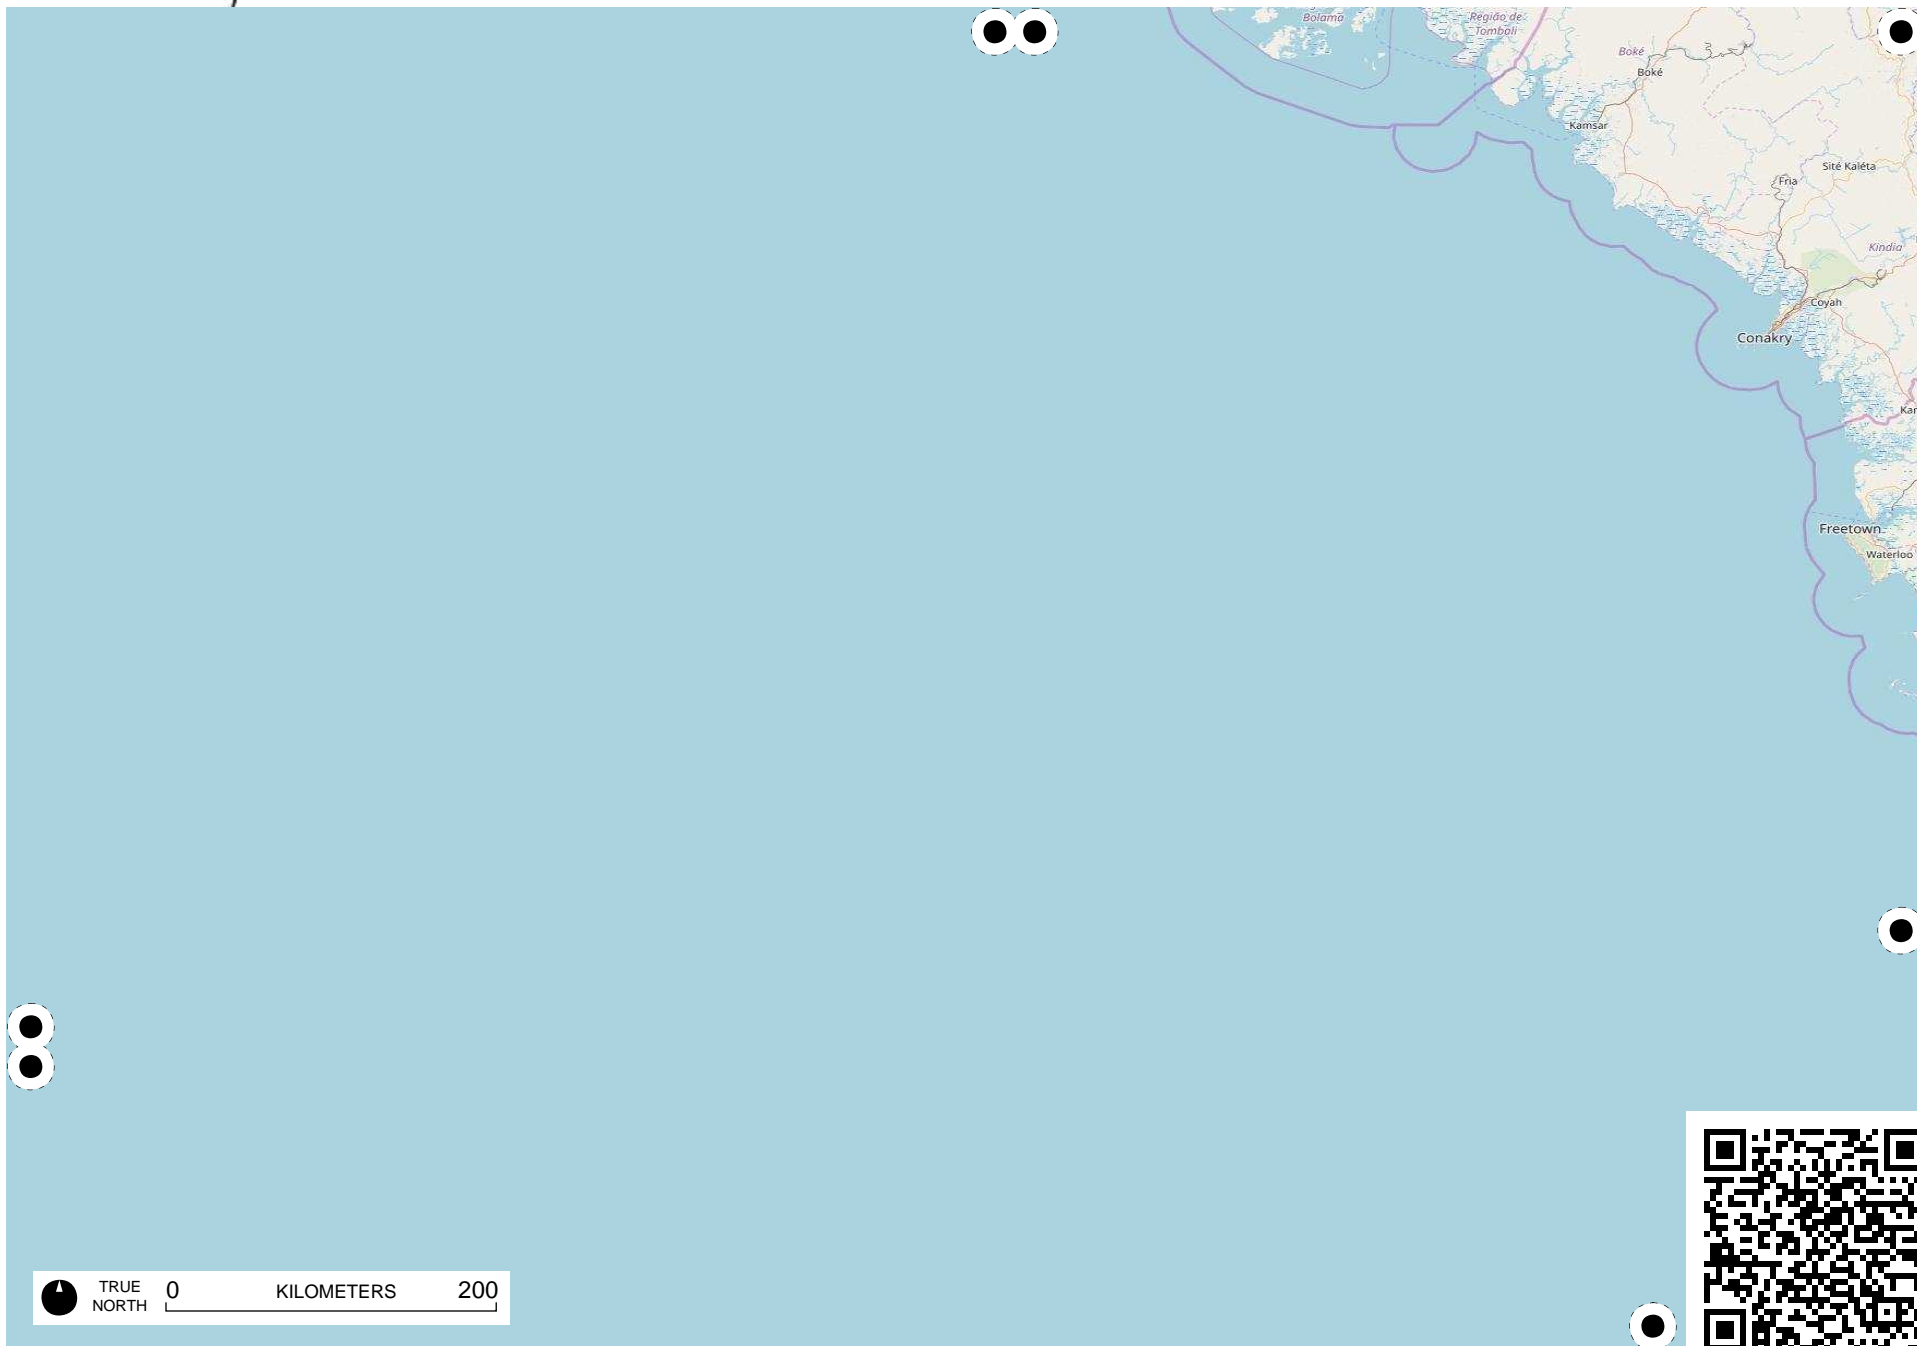 Bolama
Região de
Tombali
Boké
Boké
Kamsar
Sité Kaléta
Fria
Kindia
Coyah
Conakry
Freetown
Waterloo
TRUE
NORTH
0 KILOMETERS 200